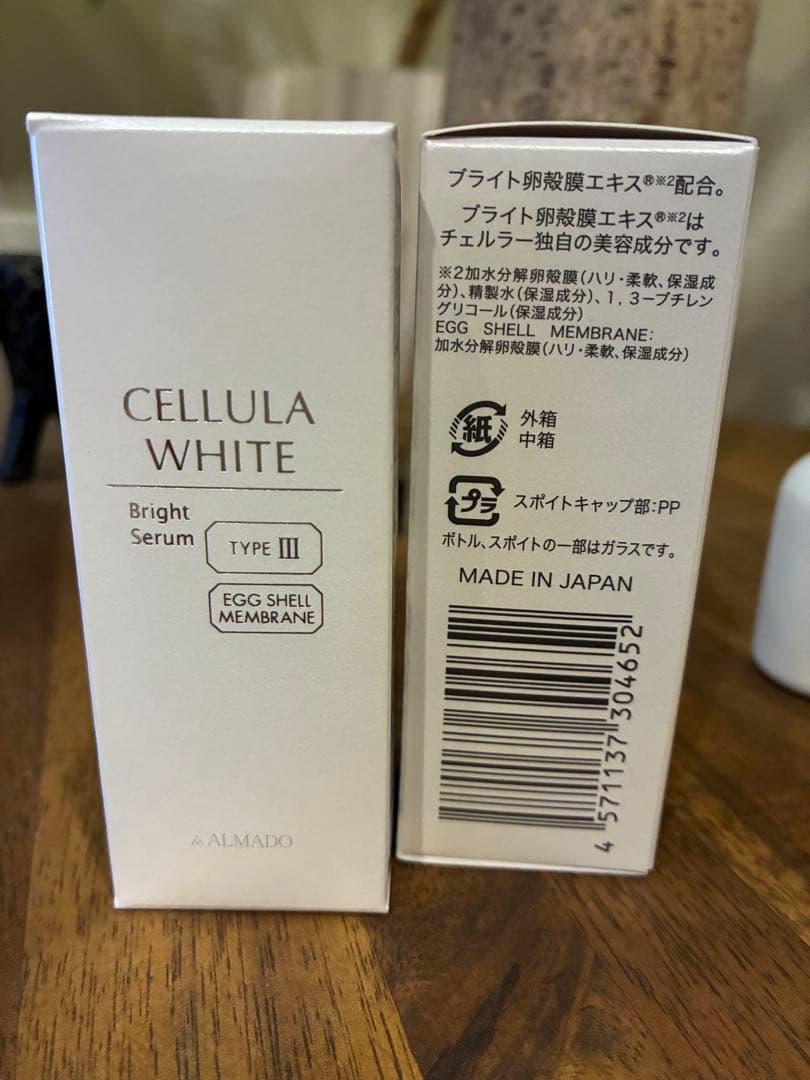 CELLULA
WHITE
Bright
Serum
TYPE Ⅲ
EGG SHELL
MEMBRANE
ALMADO
ブライト卵殻膜エキス®※2配合。
ブライト卵殻膜エキス®※2は
チェルラー独自の美容成分です。
※2加水分解卵殻膜(ハリ・柔軟、保湿成
分)、精製水(保湿成分)、1,3ーブチレン
グリコール(保湿成分)
EGG SHELL MEMBRANE:
加水分解卵殻膜(ハリ・柔軟、保湿成分)
紙
外箱
中箱
プラ
スポイトキャップ部:PP
ボトル、スポイトの一部はガラスです。
MADE IN JAPAN
4 571137 304652